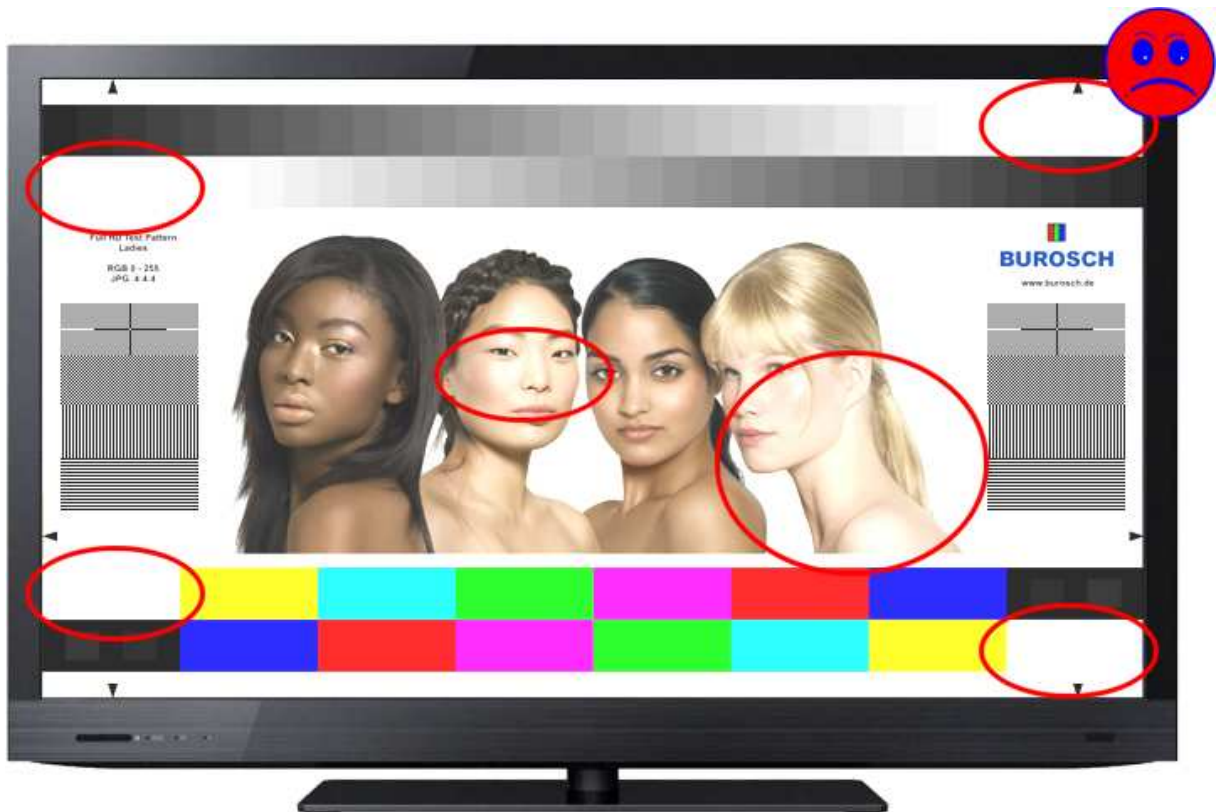 Full HD Test Pattern
Ladies
RGB 0 - 255
JPG 4:4:4
BUROSCH
www.burosch.de